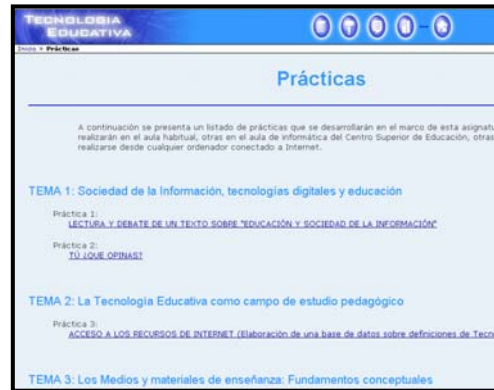 TECNOLOGIA
EDUCATIVA
Inicio > Prácticas
Prácticas
A continuación se presenta un listado de prácticas que se desarrollarán en el marco de esta asignatu
realizarán en el aula habitual, otras en el aula de informática del Centro Superior de Educación, otras
realizarse desde cualquier ordenador conectado a Internet.
TEMA 1: Sociedad de la Información, tecnologías digitales y educación
Práctica 1:
LECTURA Y DEBATE DE UN TEXTO SOBRE "EDUCACIÓN Y SOCIEDAD DE LA INFORMACIÓN"
Práctica 2:
TÚ ¿QUE OPINAS?
TEMA 2: La Tecnología Educativa como campo de estudio pedagógico
Práctica 3:
ACCESO A LOS RECURSOS DE INTERNET (Elaboración de una base de datos sobre definiciones de Tecno
TEMA 3: Los Medios y materiales de enseñanza: Fundamentos conceptuales